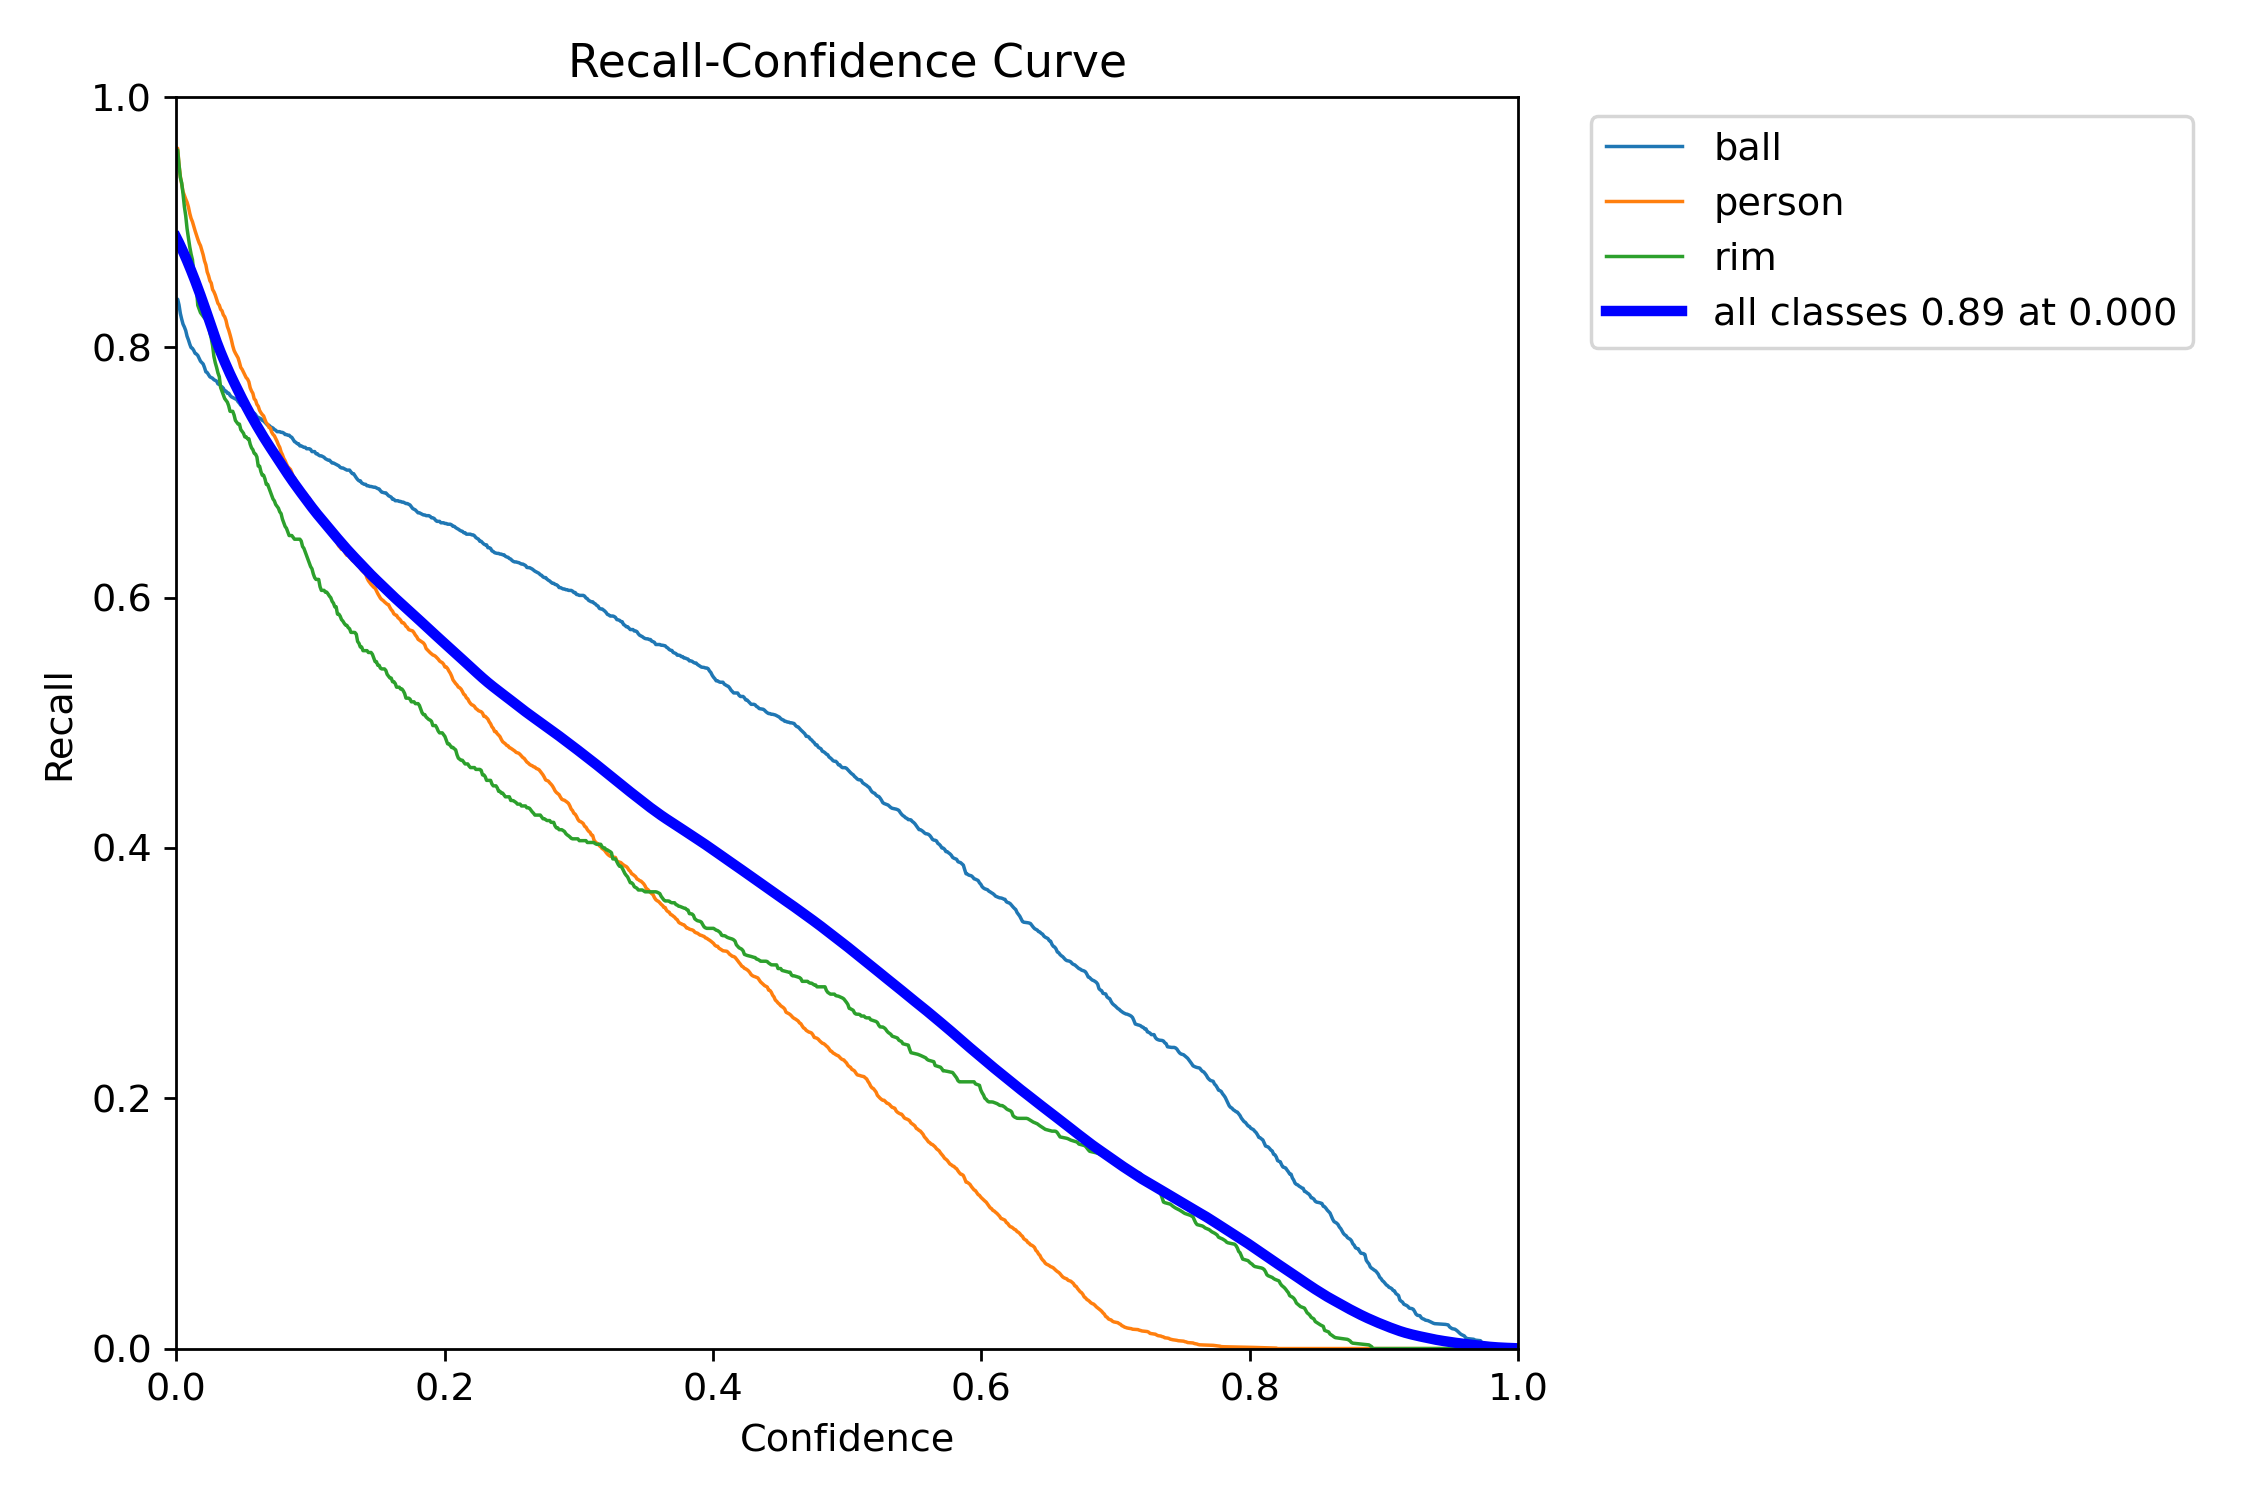 Recall-Confidence Curve
1.0
0.8
0.6
0.4
0.2
0.0
Recall
0.0 0.2 0.4 0.6 0.8 1.0
Confidence
ball
person
rim
all classes 0.89 at 0.000